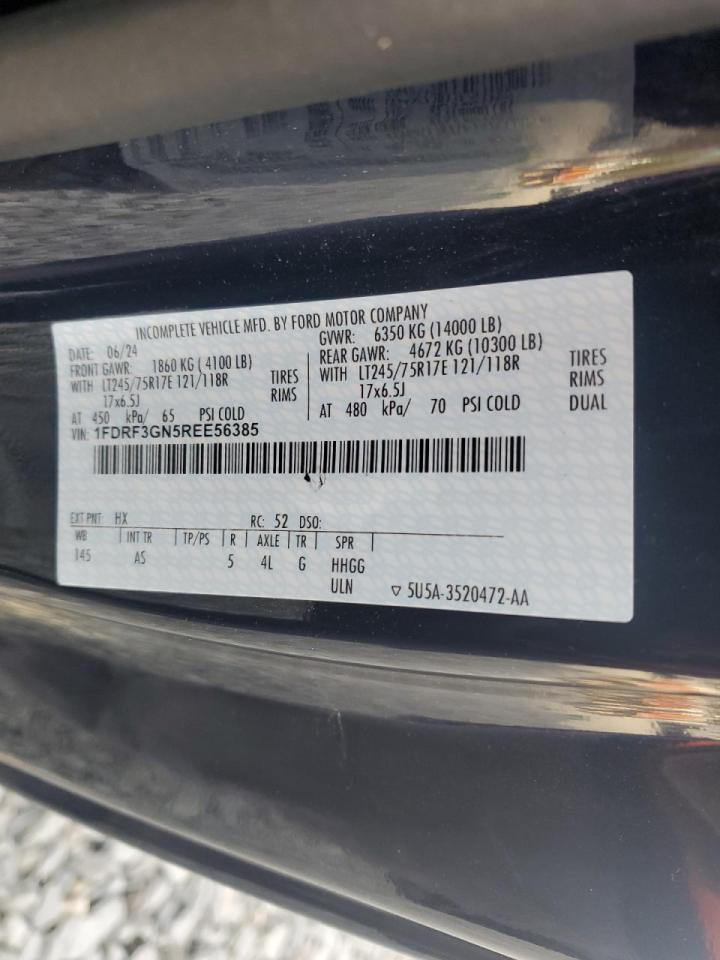 INCOMPLETE VEHICLE MFD. BY FORD MOTOR COMPANY
DATE: 06/24
GVWR: 6350 KG (14000 LB)
FRONT GAWR: 1860 KG ( 4100 LB)
REAR GAWR: 4672 KG (10300 LB)
WITH LT245/75R17E 121/118R TIRES
WITH LT245/75R17E 121/118R TIRES
17x6.5J RIMS
17x6.5J RIMS
AT 450 kPa/ 65 PSI COLD
AT 480 kPa/ 70 PSI COLD DUAL
VIN: 1FDRF3GN5REE56385
EXT PNT: HX RC: 52 DSO:
WB INT TR TP/PS R AXLE TR SPR
145 AS 5 4L G HHGG
ULN ▽ 5U5A-3520472-AA